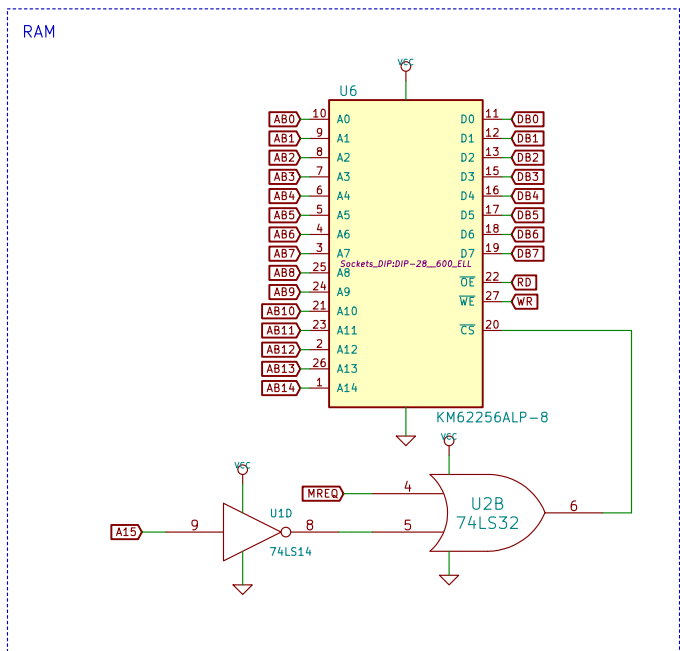 RAM
VCC
U6
AB0 10 A0 D0 11 DB0
AB1 9 A1 D1 12 DB1
AB2 8 A2 D2 13 DB2
AB3 7 A3 D3 15 DB3
AB4 6 A4 D4 16 DB4
AB5 5 A5 D5 17 DB5
AB6 4 A6 D6 18 DB6
AB7 3 A7 D7 19 DB7
Sockets_DIP:DIP-28__600_ELL
AB8 25 A8
OE 22 RD
AB9 24 A9
WE 27 WR
AB10 21 A10
AB11 23 A11 CS 20
AB12 2 A12
AB13 26 A13
AB14 1 A14
KM62256ALP-8
VCC
VCC
MREQ 4
U2B
74LS32
6
U1D
A15 9 8 5
74LS14